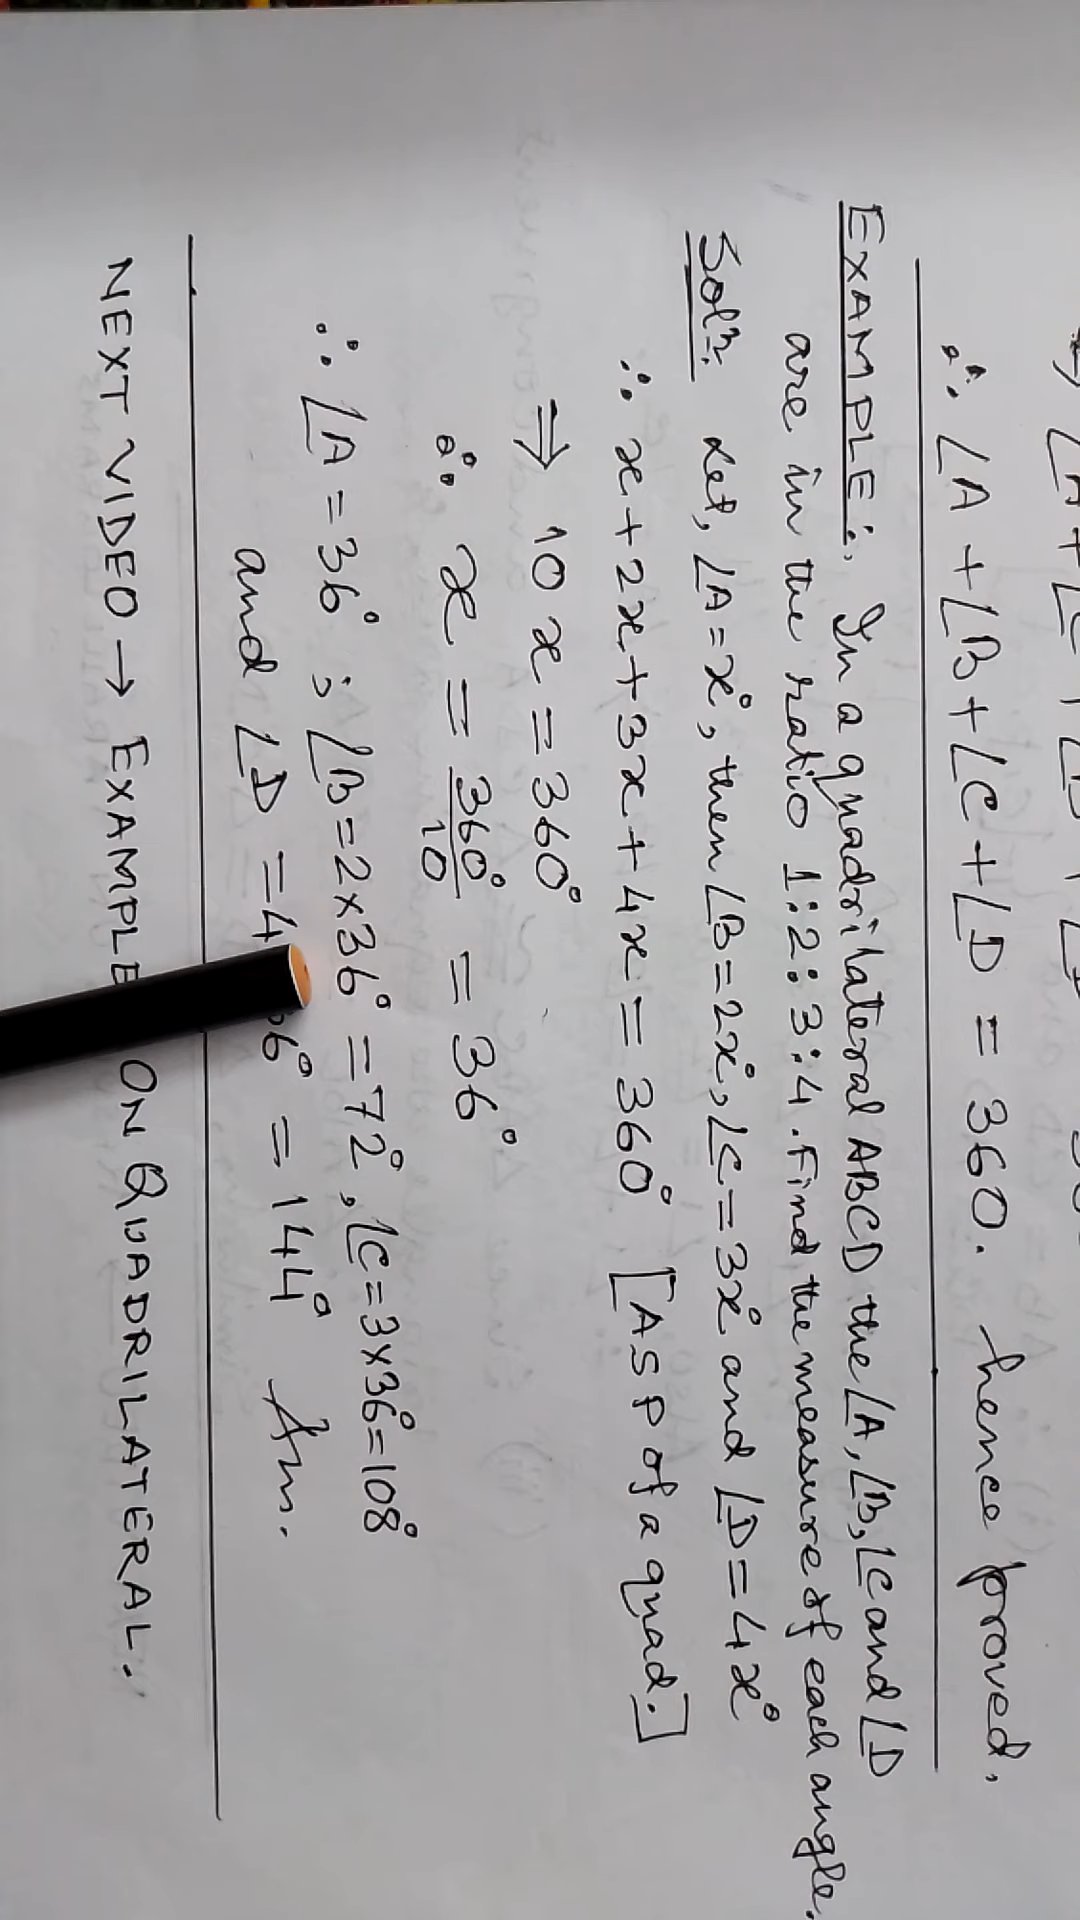 ∴ ∠A + ∠B + ∠C + ∠D = 360. hence proved.
EXAMPLE:. In a quadrilateral ABCD the ∠A, ∠B, ∠C and ∠D
are in the ratio 1:2:3:4. Find the measure of each angle.
Solⁿ:. Let, ∠A = x°, then ∠B = 2x°, ∠C = 3x° and ∠D = 4x°
∴ x + 2x + 3x + 4x = 360° [ASP of a quad.]
⇒ 10x = 360°
∴ x = 360°/10 = 36°
∴ ∠A = 36° ; ∠B = 2×36° = 72°, ∠C = 3×36° = 108°
and ∠D = 4 36° = 144° Ans.
NEXT VIDEO → EXAMPLE ON QUADRILATERAL.